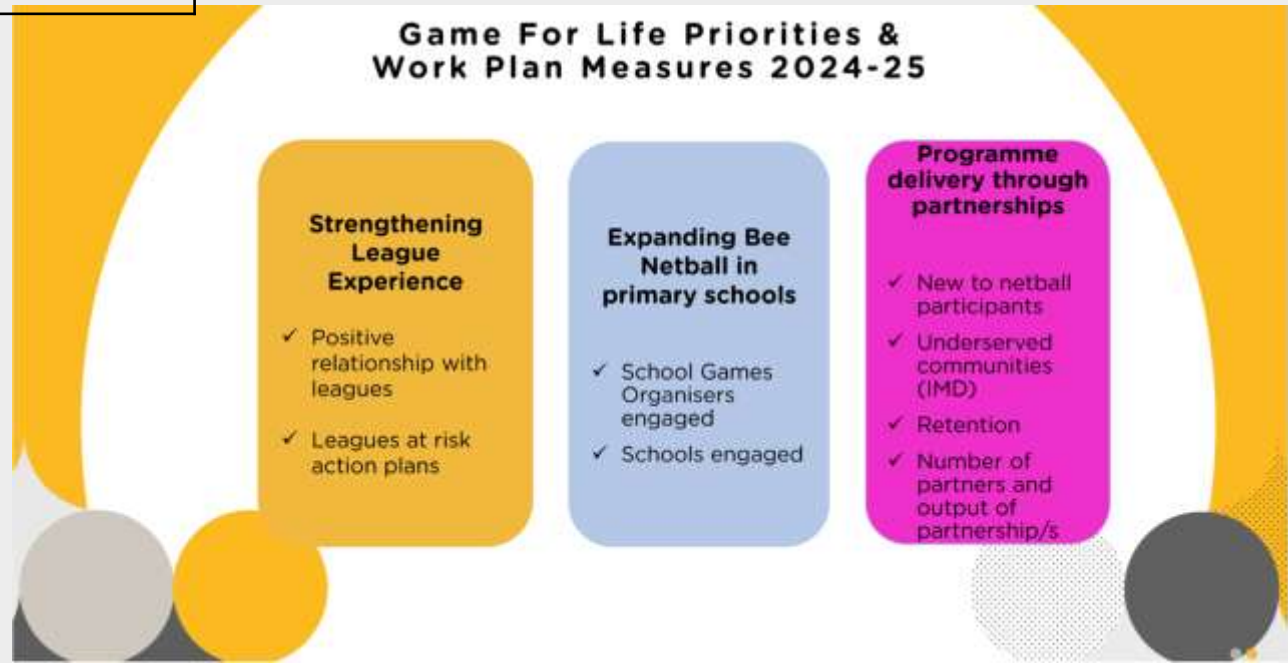 Game For Life Priorities &
Work Plan Measures 2024-25
Strengthening
League
Experience
✓ Positive
relationship with
leagues
✓ Leagues at risk
action plans
Expanding Bee
Netball in
primary schools
✓ School Games
Organisers
engaged
✓ Schools engaged
Programme
delivery through
partnerships
✓ New to netball
participants
✓ Underserved
communities
(IMD)
✓ Retention
✓ Number of
partners and
output of
partnership/s